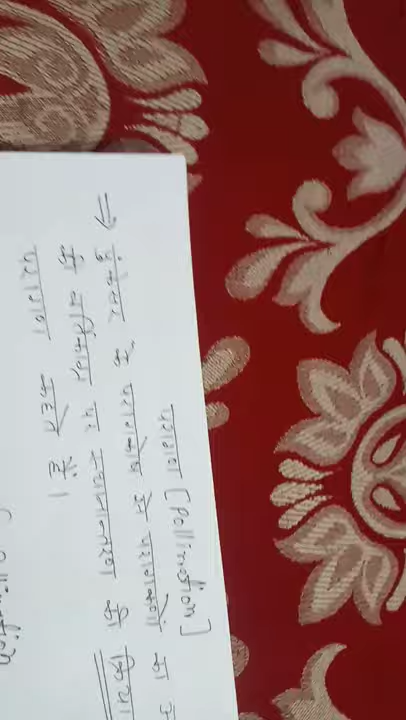 परागण [Pollination]
⇒ पुंकेसर के परागकोष से परागकणों का
की वर्तिकाग्र पर स्थानान्तरण की क्रिया
परागण कहते है।